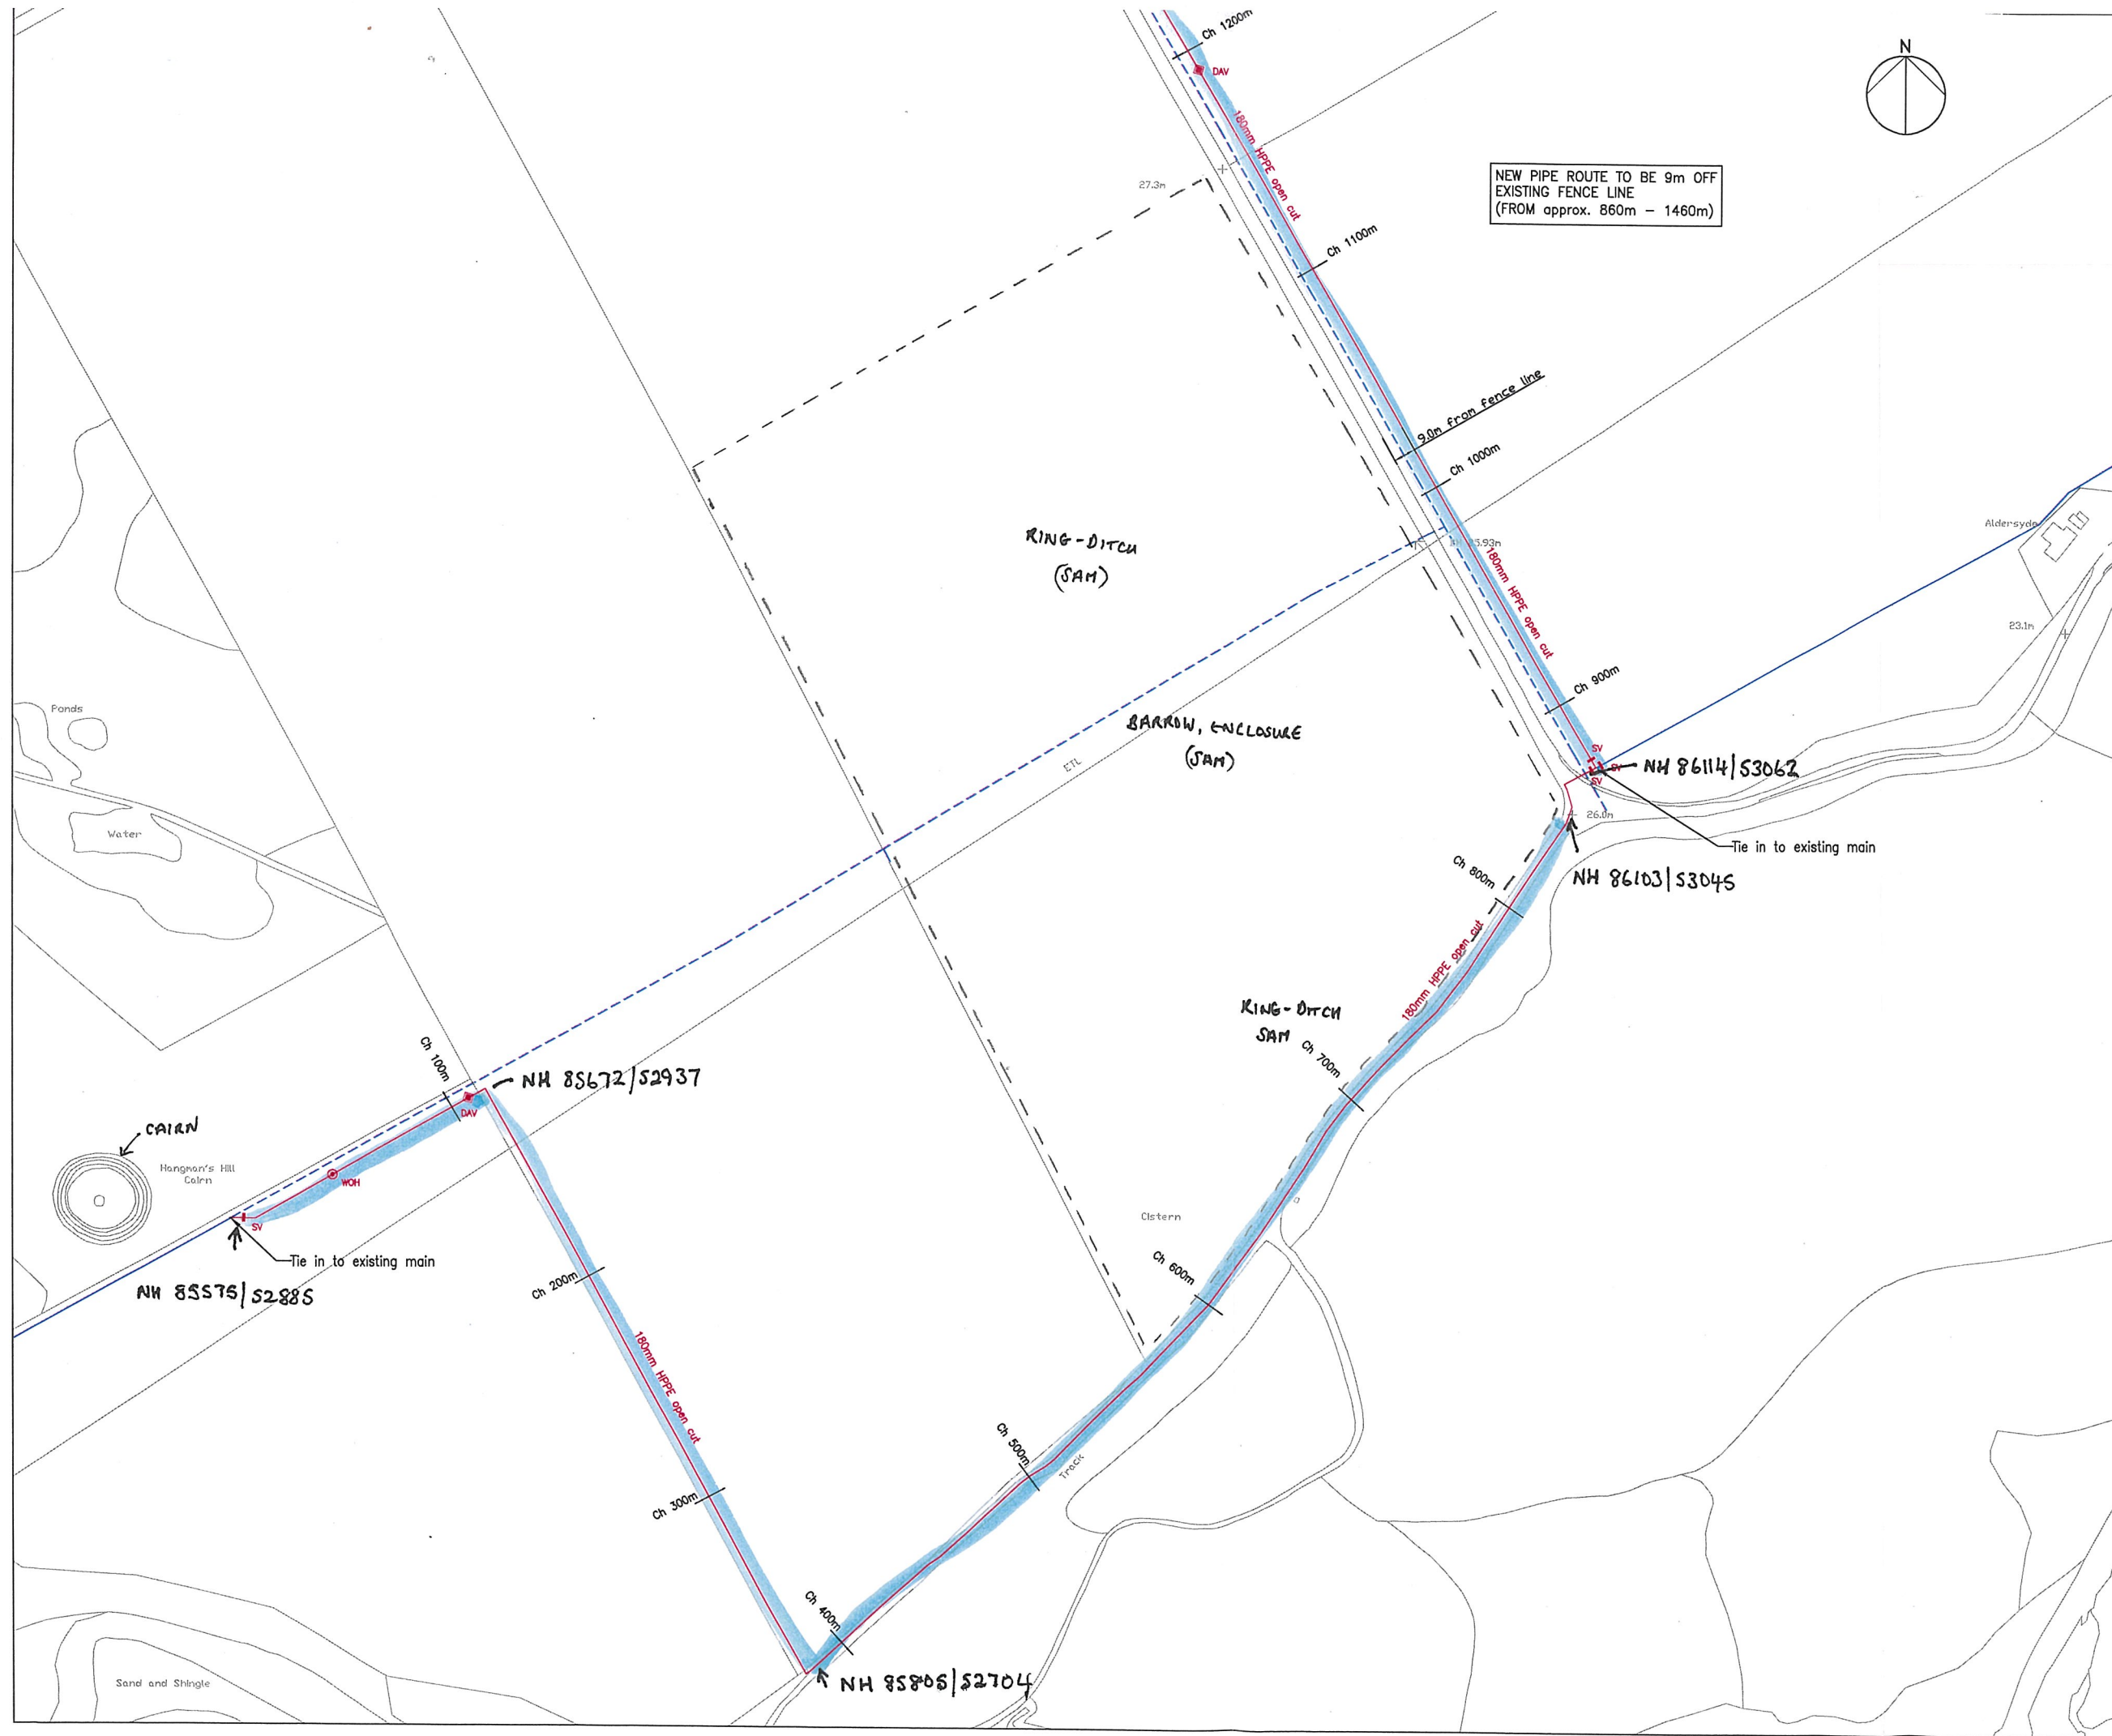 Ch 1200m
DAV
N
180mm HPPE open cut
NEW PIPE ROUTE TO BE 9m OFF
EXISTING FENCE LINE
(FROM approx. 860m - 1460m)
27.3m
Ch 1100m
9.0m from fence line
Ch 1000m
RING-DITCH
(SAM)
Aldersyde
5.93m
180mm HPPE open cut
23.1m
Ch 900m
Ponds
BARROW, ENCLOSURE
(SAM)
ETL
SV
SV
SV
NH 86114/53062
26.0m
Water
Tie in to existing main
Ch 800m
NH 86103/53045
180mm HPPE open cut
RING-DITCH
SAM
Ch 700m
Ch 100m
NH 85672/52937
DAV
CAIRN
Hangman's Hill
Cairn
WOH
SV
Cistern
Tie in to existing main
Ch 600m
NH 85575/52885
Ch 200m
180mm HPPE open cut
Ch 500m
Track
Ch 300m
Ch 400m
Sand and Shingle
NH 85805/52704